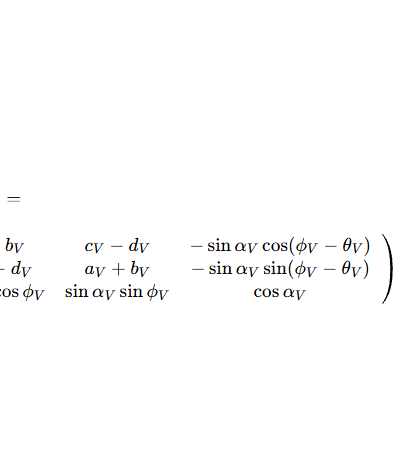 =
b_V c_V − d_V − sin α_V cos(ϕ_V − θ_V)
− d_V a_V + b_V − sin α_V sin(ϕ_V − θ_V)
cos ϕ_V sin α_V sin ϕ_V cos α_V